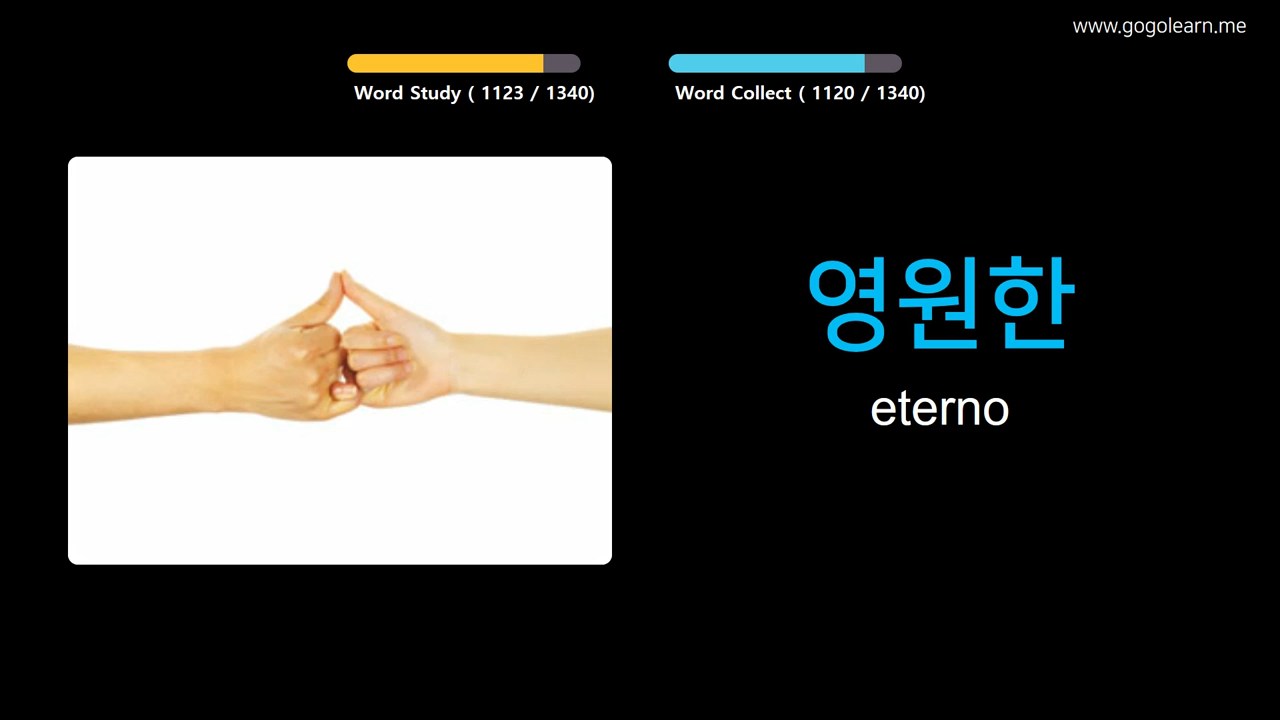 www.gogolearn.me
Word Study ( 1123 / 1340)
Word Collect ( 1120 / 1340)
영원한
eterno